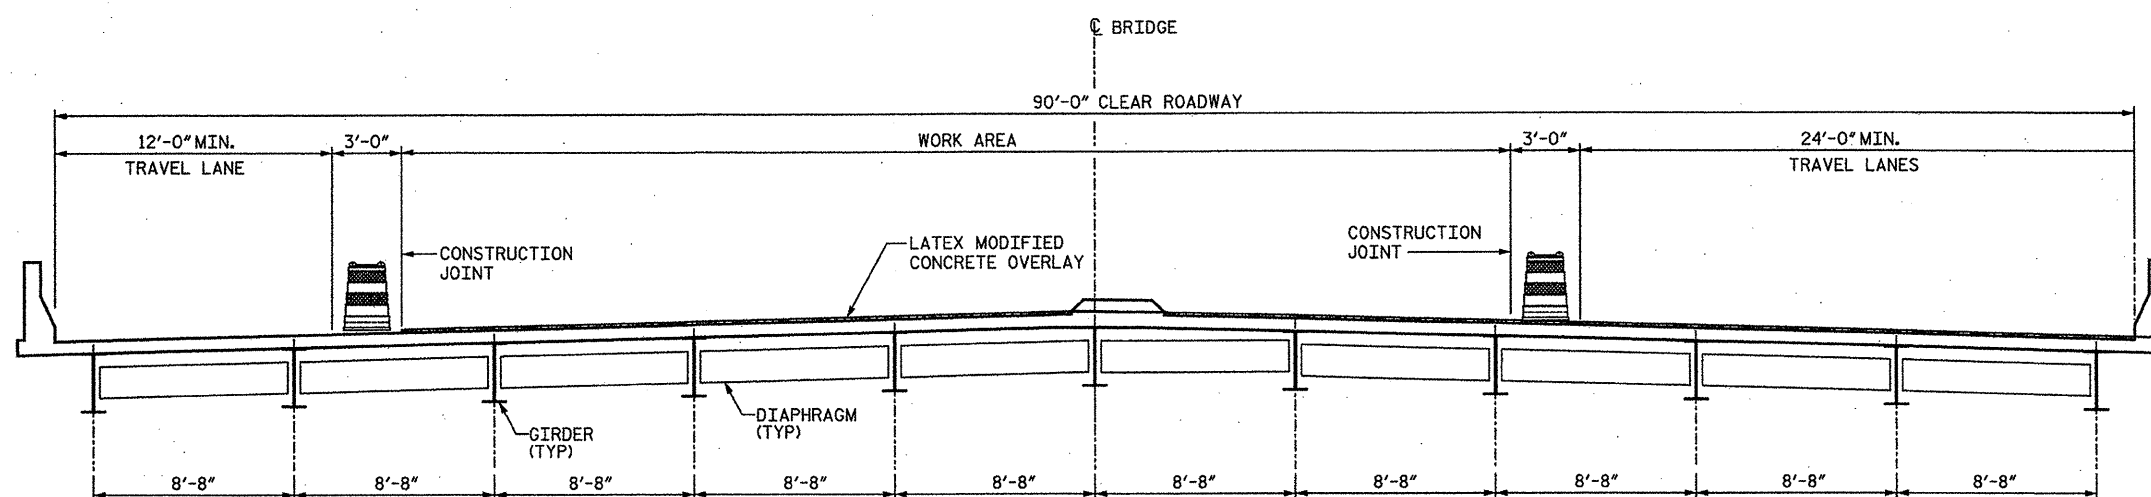 ℄ BRIDGE
90'-0" CLEAR ROADWAY
12'-0" MIN.
TRAVEL LANE
3'-0"
WORK AREA
3'-0"
24'-0" MIN.
TRAVEL LANES
CONSTRUCTION
JOINT
LATEX MODIFIED
CONCRETE OVERLAY
CONSTRUCTION
JOINT
DIAPHRAGM
(TYP)
GIRDER
(TYP)
8'-8" 8'-8" 8'-8" 8'-8" 8'-8" 8'-8" 8'-8" 8'-8" 8'-8" 8'-8"